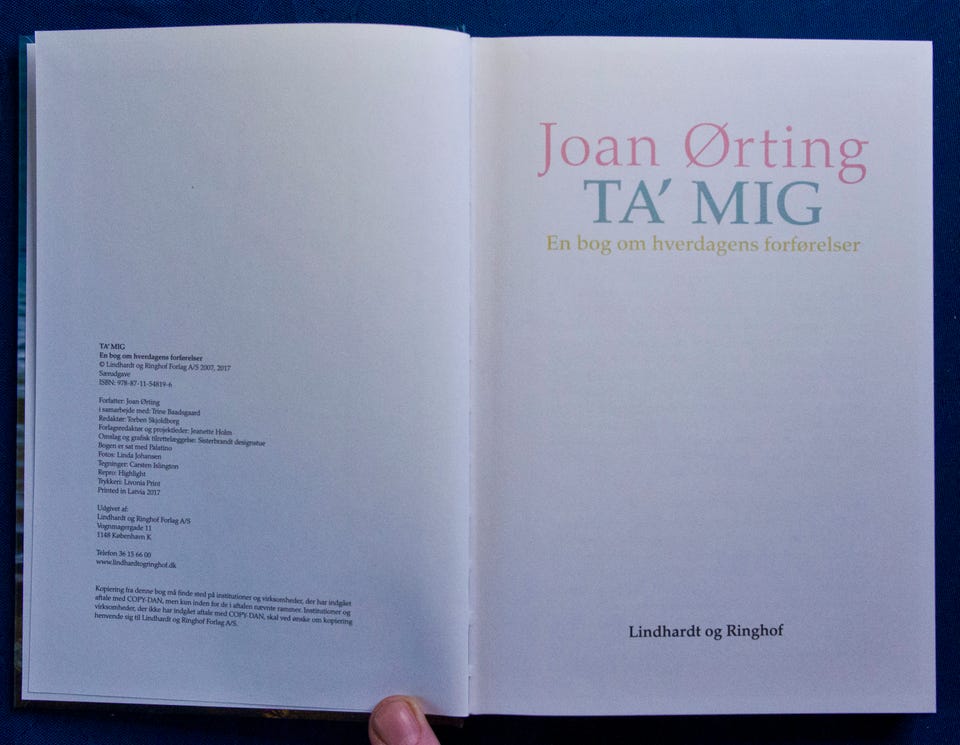 TA' MIG
En bog om hverdagens forførelser
© Lindhardt og Ringhof Forlag A/S 2007, 2017
Særudgave
ISBN: 978-87-11-54819-6
Forfatter: Joan Ørting
i samarbejde med: Trine Baadsgaard
Redaktør: Torben Skjoldborg
Forlagsredaktør og projektleder: Jeanette Holm
Omslag og grafisk tilrettelæggelse: Sisterbrandt designstue
Bogen er sat med Palatino
Fotos: Linda Johansen
Tegninger: Carsten Islington
Repro: Highlight
Trykkeri: Livonia Print
Printed in Latvia 2017
Udgivet af:
Lindhardt og Ringhof Forlag A/S
Vognmagergade 11
1148 København K
Telefon 36 15 66 00
www.lindhardtogringhof.dk
Kopiering fra denne bog må finde sted på institutioner og virksomheder, der har indgået
aftale med COPY-DAN, men kun inden for de i aftalen nævnte rammer. Institutioner og
virksomheder, der ikke har indgået aftale med COPY-DAN, skal ved ønske om kopiering
henvende sig til Lindhardt og Ringhof Forlag A/S.
Joan Ørting
TA' MIG
En bog om hverdagens forførelser
Lindhardt og Ringhof